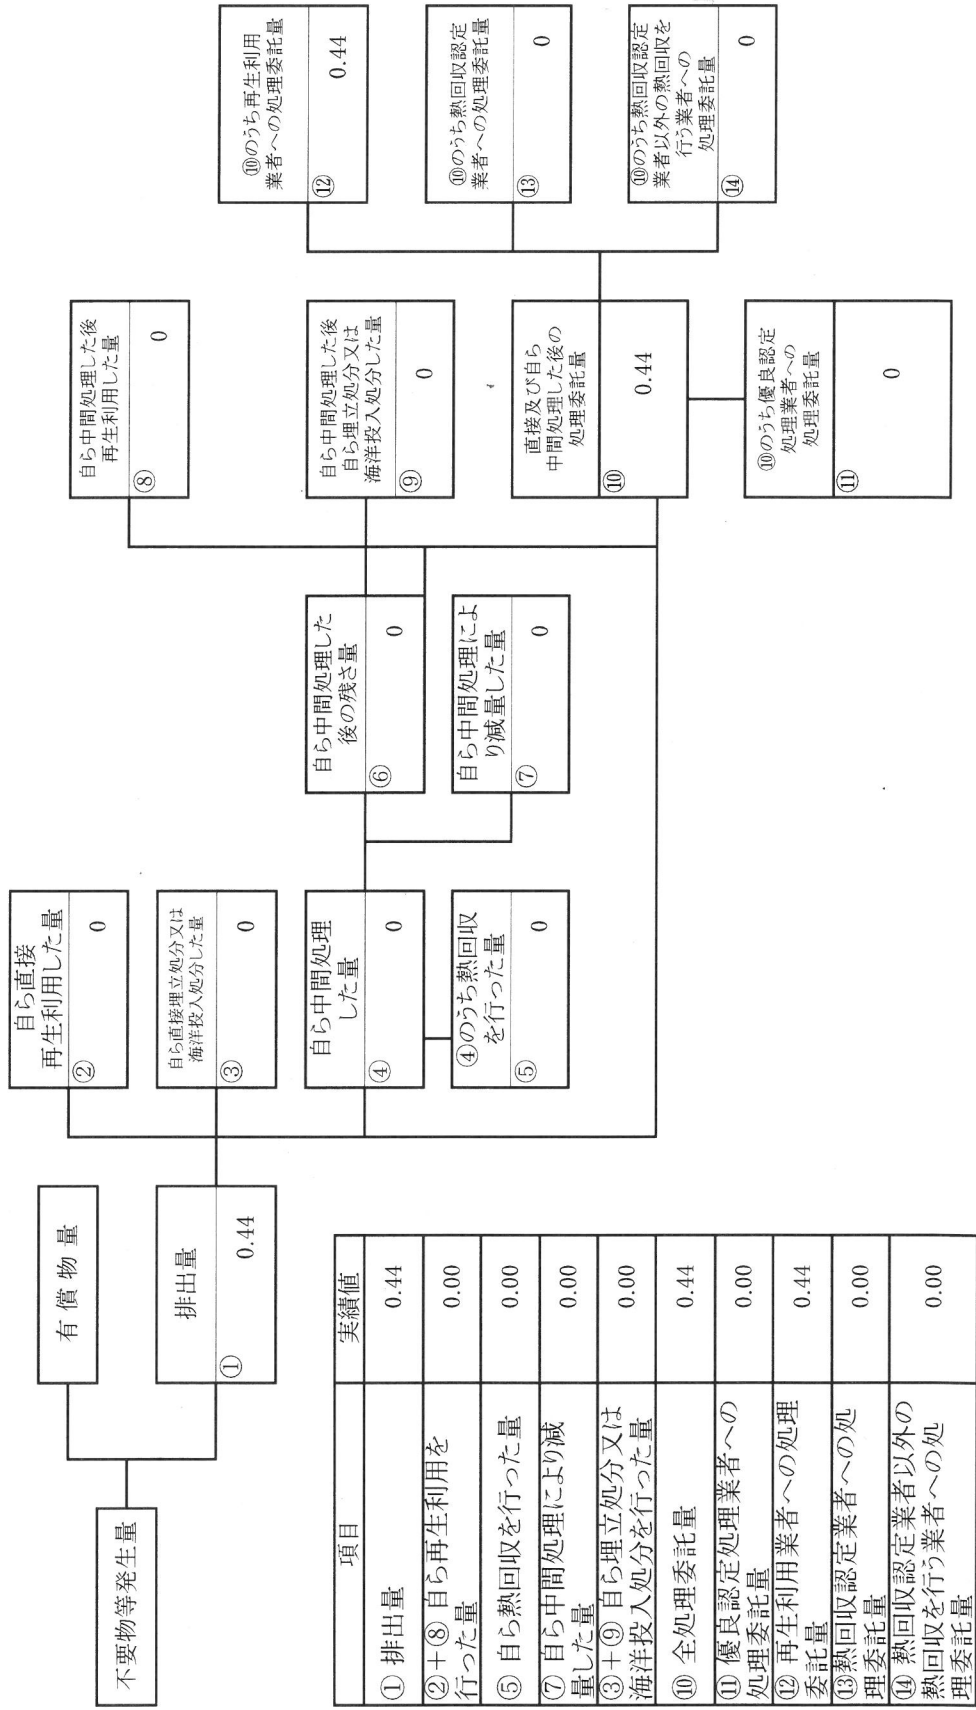 不要物等発生量
有償物量
排出量
①
0.44
自ら直接
再生利用した量
②
0
自ら直接埋立処分又は
海洋投入処分した量
③
0
自ら中間処理
した量
④
0
④のうち熱回収
を行った量
⑤
0
自ら中間処理した
後の残さ量
⑥
0
自ら中間処理によ
り減量した量
⑦
0
自ら中間処理した後
再生利用した量
⑧
0
自ら中間処理した後
自ら埋立処分又は
海洋投入処分した量
⑨
0
直接及び自ら
中間処理した後の
処理委託量
⑩
0.44
⑩のうち優良認定
処理業者への
処理委託量
⑪
0
⑩のうち再生利用
業者への処理委託量
⑫
0.44
⑩のうち熱回収認定
業者への処理委託量
⑬
0
⑩のうち熱回収認定
業者以外の熱回収を
行う業者への
処理委託量
⑭
0
項目 実績値
① 排出量 0.44
②+⑧ 自ら再生利用を
行った量 0.00
⑤ 自ら熱回収を行った量 0.00
⑦ 自ら中間処理により減
量した量 0.00
③+⑨ 自ら埋立処分又は
海洋投入処分を行った量 0.00
⑩ 全処理委託量 0.44
⑪ 優良認定処理業者への
処理委託量 0.00
⑫ 再生利用業者への処理
委託量 0.44
⑬熱回収認定業者への処
理委託量 0.00
⑭ 熱回収認定業者以外の
熱回収を行う業者への処
理委託量 0.00